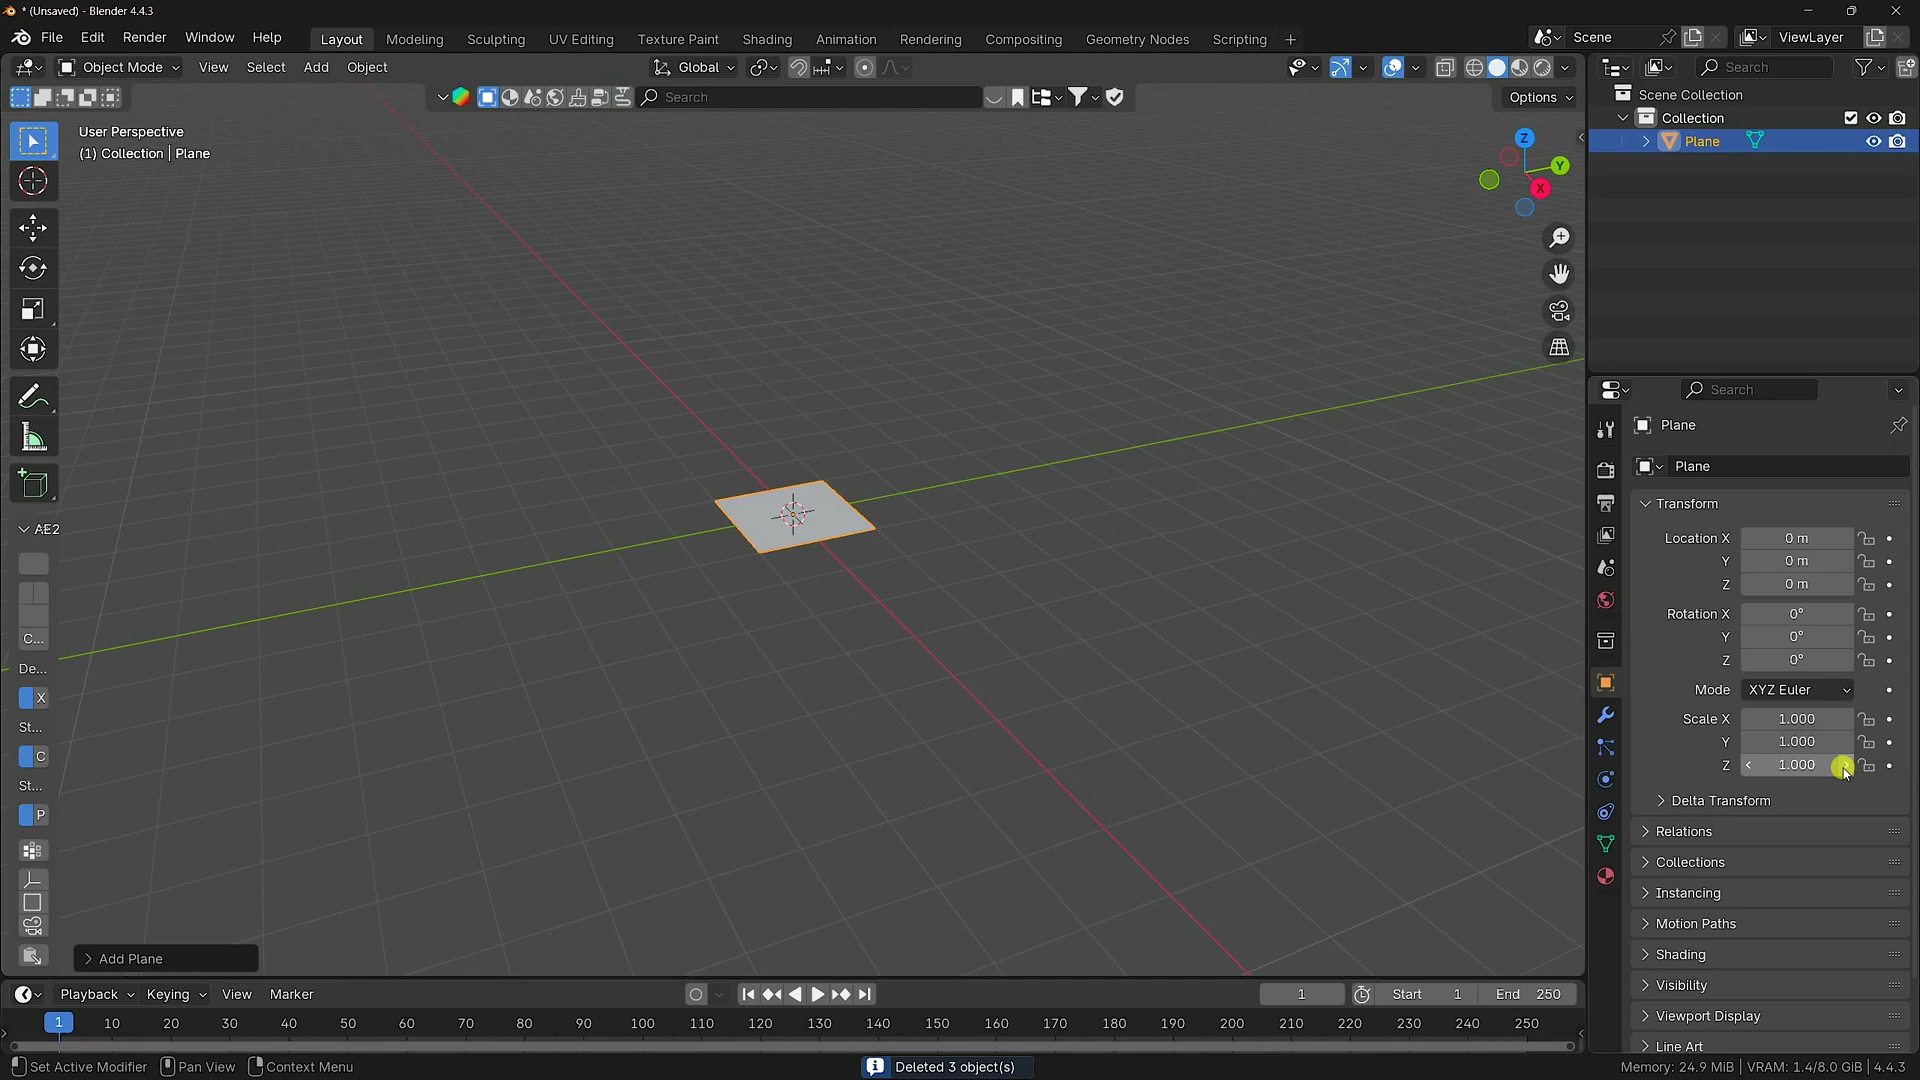 * (Unsaved) - Blender 4.4.3
File Edit Render Window Help Layout Modeling Sculpting UV Editing Texture Paint Shading Animation Rendering Compositing Geometry Nodes Scripting + Scene ViewLayer
Object Mode View Select Add Object Global Search
Search Options
User Perspective
(1) Collection | Plane
Z
Y
X
Scene Collection
Collection
Plane
Search
Plane
Plane
Transform
Location X 0 m
Y 0 m
Z 0 m
Rotation X 0°
Y 0°
Z 0°
Mode XYZ Euler
Scale X 1.000
Y 1.000
Z 1.000
Delta Transform
Relations
Collections
Instancing
Motion Paths
Shading
Visibility
Viewport Display
Line Art
AE2
C...
De...
X
St...
C
St...
P
Add Plane
Playback Keying View Marker 1 Start 1 End 250
1 10 20 30 40 50 60 70 80 90 100 110 120 130 140 150 160 170 180 190 200 210 220 230 240 250
Set Active Modifier Pan View Context Menu Deleted 3 object(s) Memory: 24.9 MiB | VRAM: 1.4/8.0 GiB | 4.4.3